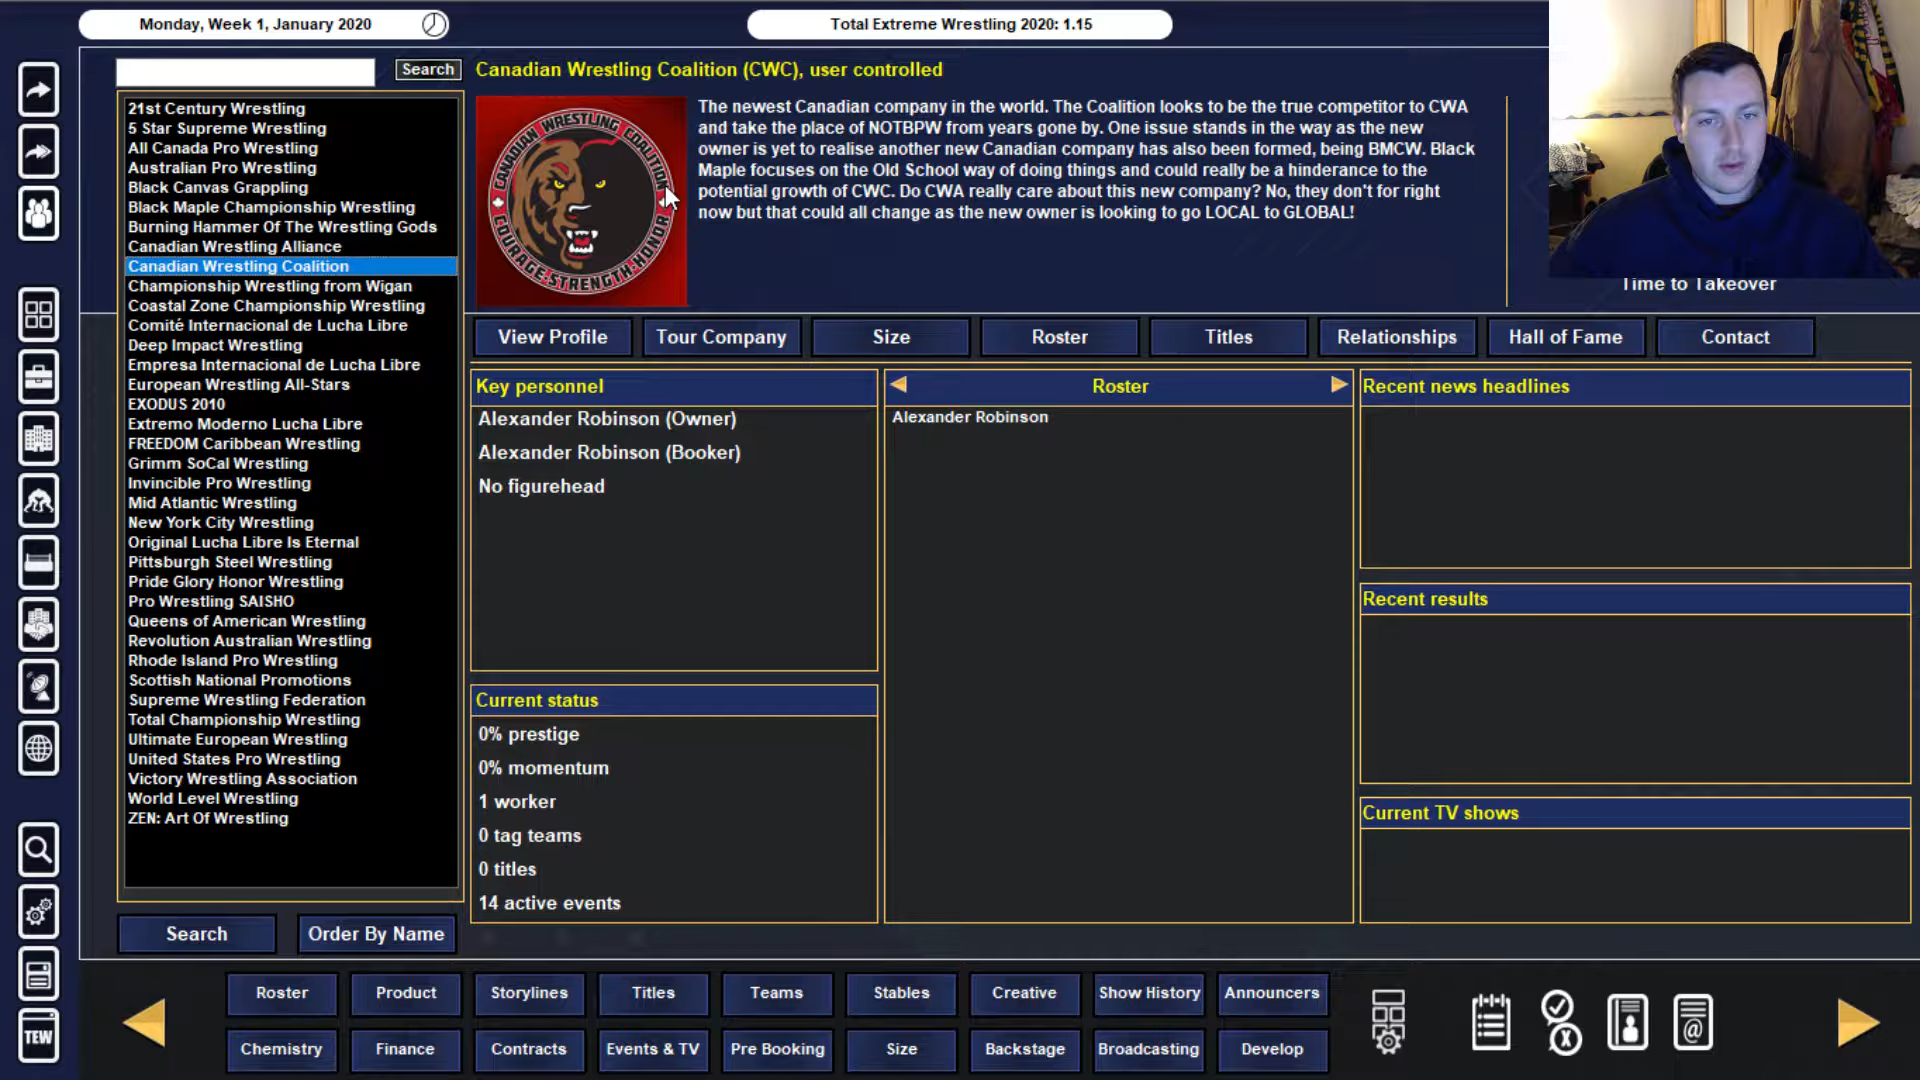 Monday, Week 1, January 2020
Total Extreme Wrestling 2020: 1.15
Search
Canadian Wrestling Coalition (CWC), user controlled
CANADIAN WRESTLING COALITION
COURAGE-STRENGTH-HONOR
The newest Canadian company in the world. The Coalition looks to be the true competitor to CWA
and take the place of NOTBPW from years gone by. One issue stands in the way as the new
owner is yet to realise another new Canadian company has also been formed, being BMCW. Black
Maple focuses on the Old School way of doing things and could really be a hinderance to the
potential growth of CWC. Do CWA really care about this new company? No, they don't for right
now but that could all change as the new owner is looking to go LOCAL to GLOBAL!
Time to Takeover
21st Century Wrestling
5 Star Supreme Wrestling
All Canada Pro Wrestling
Australian Pro Wrestling
Black Canvas Grappling
Black Maple Championship Wrestling
Burning Hammer Of The Wrestling Gods
Canadian Wrestling Alliance
Canadian Wrestling Coalition
Championship Wrestling from Wigan
Coastal Zone Championship Wrestling
Comité Internacional de Lucha Libre
Deep Impact Wrestling
Empresa Internacional de Lucha Libre
European Wrestling All-Stars
EXODUS 2010
Extremo Moderno Lucha Libre
FREEDOM Caribbean Wrestling
Grimm SoCal Wrestling
Invincible Pro Wrestling
Mid Atlantic Wrestling
New York City Wrestling
Original Lucha Libre Is Eternal
Pittsburgh Steel Wrestling
Pride Glory Honor Wrestling
Pro Wrestling SAISHO
Queens of American Wrestling
Revolution Australian Wrestling
Rhode Island Pro Wrestling
Scottish National Promotions
Supreme Wrestling Federation
Total Championship Wrestling
Ultimate European Wrestling
United States Pro Wrestling
Victory Wrestling Association
World Level Wrestling
ZEN: Art Of Wrestling
Search
Order By Name
View Profile
Tour Company
Size
Roster
Titles
Relationships
Hall of Fame
Contact
Key personnel
Alexander Robinson (Owner)
Alexander Robinson (Booker)
No figurehead
Current status
0% prestige
0% momentum
1 worker
0 tag teams
0 titles
14 active events
Roster
Alexander Robinson
Recent news headlines
Recent results
Current TV shows
Roster
Product
Storylines
Titles
Teams
Stables
Creative
Show History
Announcers
Chemistry
Finance
Contracts
Events & TV
Pre Booking
Size
Backstage
Broadcasting
Develop
TEW